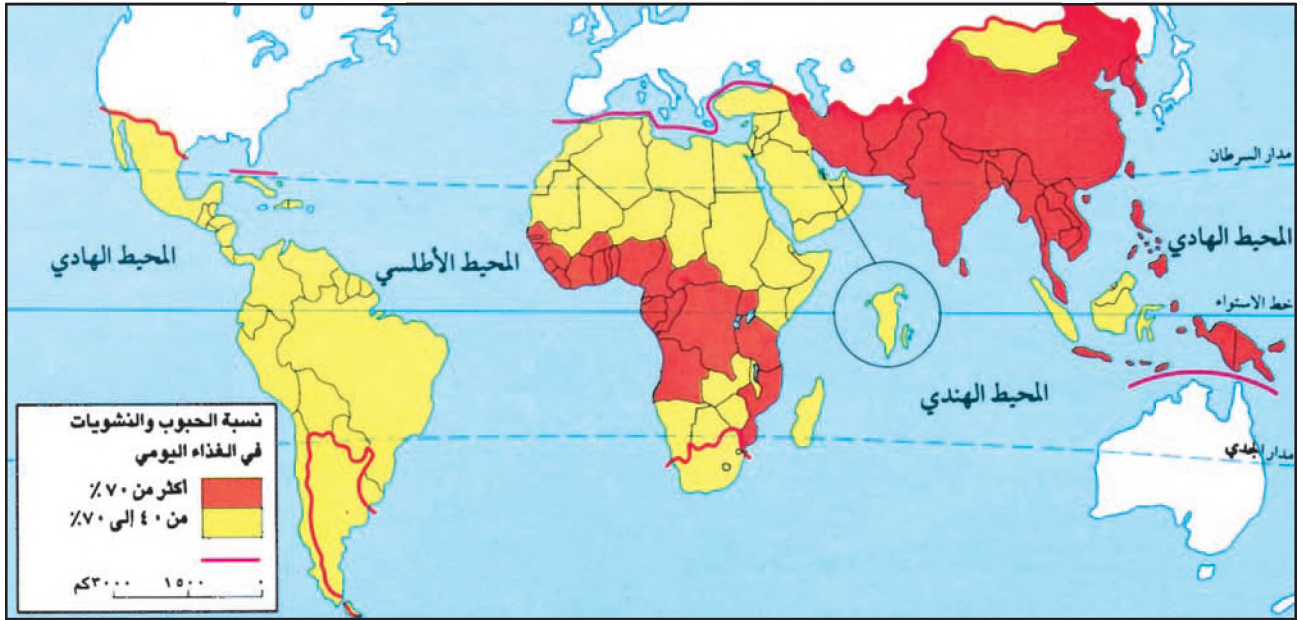 مدار السرطان
المحيط الهادي
المحيط الأطلسي
المحيط الهادي
خط الاستواء
المحيط الهندي
مدار الجدي
نسبة الحبوب والنشويات
في الغذاء اليومي
أكثر من ٧٠ ٪
من ٤٠ إلى ٧٠٪
٠ ١٥٠٠ ٣٠٠٠كم